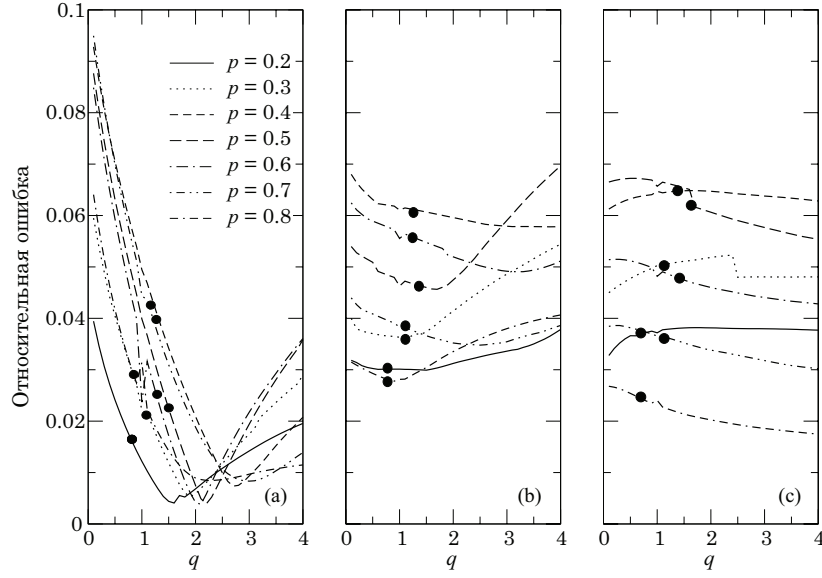 0.1
0.08
0.06
0.04
0.02
0
Относительная ошибка
p = 0.2
p = 0.3
p = 0.4
p = 0.5
p = 0.6
p = 0.7
p = 0.8
(a)
(b)
(c)
0 1 2 3 4
0 1 2 3 4
0 1 2 3 4
q
q
q